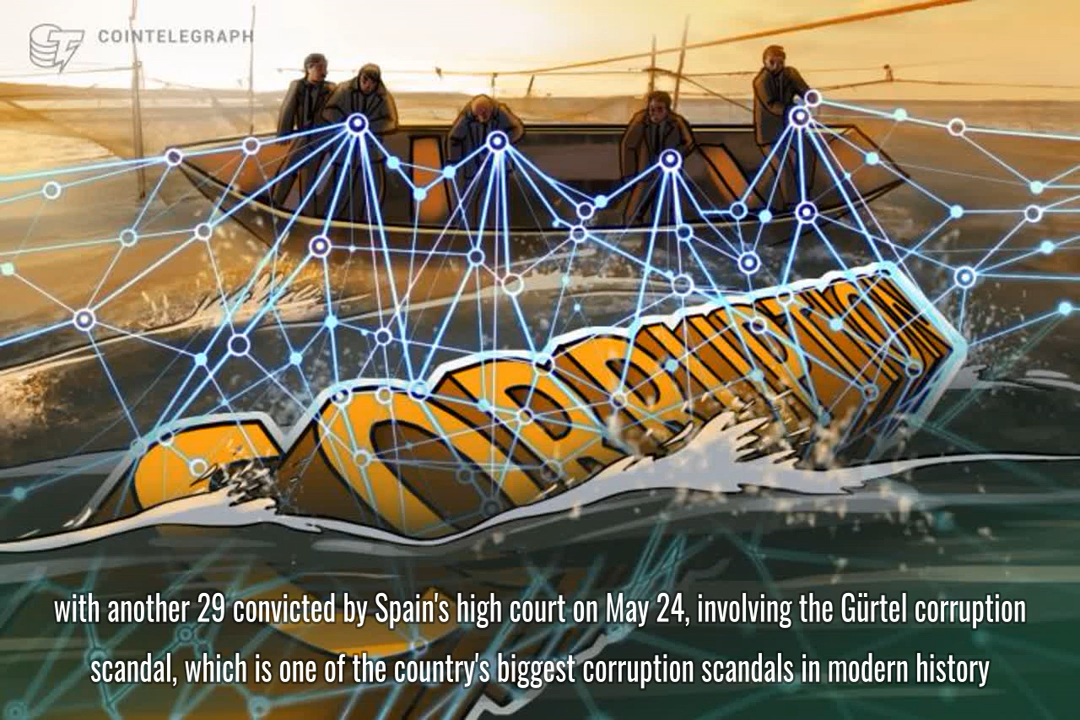 COINTELEGRAPH
CORRUPTION
with another 29 convicted by Spain's high court on May 24, involving the Gürtel corruption
scandal, which is one of the country's biggest corruption scandals in modern history